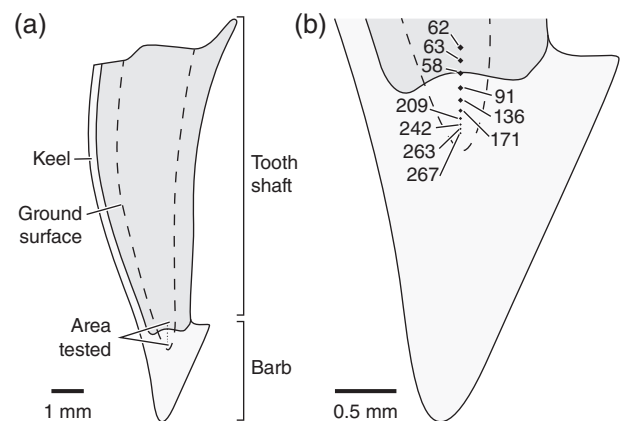 (a)
Keel
Ground
surface
Area
tested
Tooth
shaft
Barb
1 mm
(b)
62
63
58
91
136
171
209
242
263
267
0.5 mm